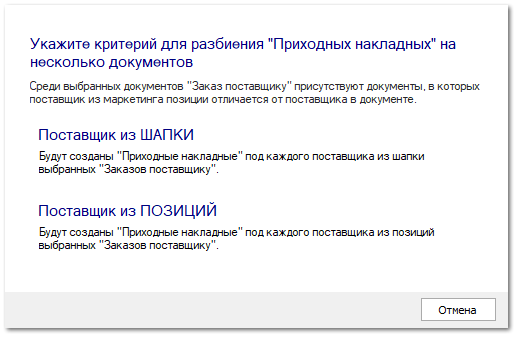 Укажите критерий для разбиения "Приходных накладных" на
несколько документов
Среди выбранных документов "Заказ поставщику" присутствуют документы, в которых
поставщик из маркетинга позиции отличается от поставщика в документе.
Поставщик из ШАПКИ
Будут созданы "Приходные накладные" под каждого поставщика из шапки
выбранных "Заказов поставщику".
Поставщик из ПОЗИЦИЙ
Будут созданы "Приходные накладные" под каждого поставщика из позиций
выбранных "Заказов поставщику".
Отмена